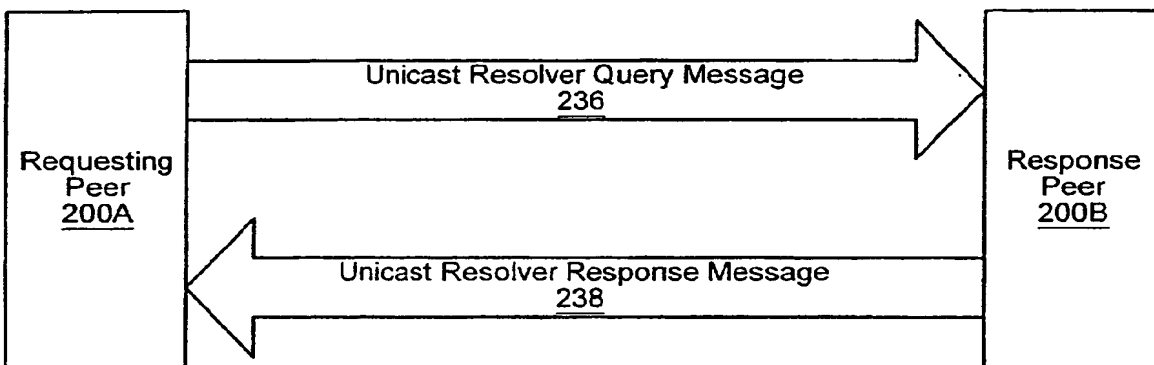 Unicast Resolver Query Message
236
Requesting
Peer
200A
Response
Peer
200B
Unicast Resolver Response Message
238